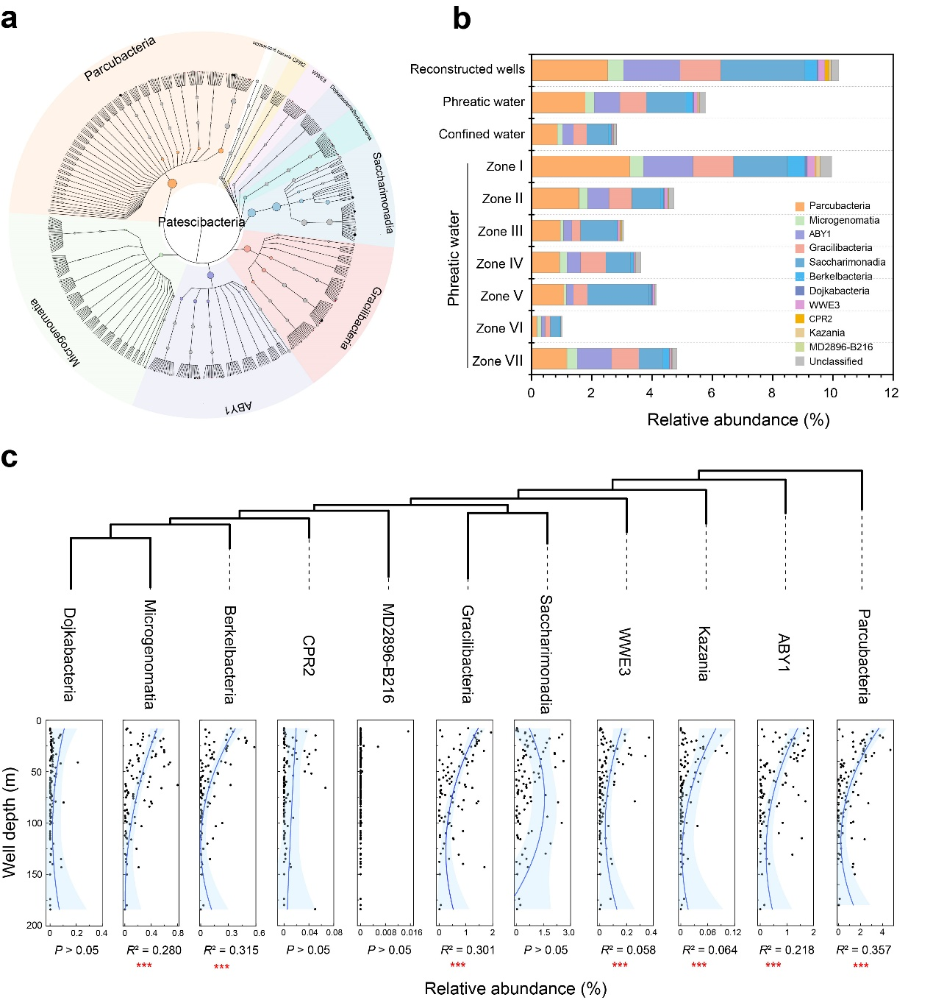 a
Parcubacteria
MD2896-B216
Kazania
CPR2
WWE3
Dojkabacteria
Berkelbacteria
Saccharimonadia
Gracilibacteria
ABY1
Microgenomatia
Patescibacteria
b
Reconstructed wells
Phreatic water
Confined water
Zone I
Zone II
Zone III
Zone IV
Zone V
Zone VI
Zone VII
Phreatic water
Parcubacteria
Microgenomatia
ABY1
Gracilibacteria
Saccharimonadia
Berkelbacteria
Dojkabacteria
WWE3
CPR2
Kazania
MD2896-B216
Unclassified
0 2 4 6 8 10 12
Relative abundance (%)
c
Dojkabacteria
Microgenomatia
Berkelbacteria
CPR2
MD2896-B216
Gracilibacteria
Saccharimonadia
WWE3
Kazania
ABY1
Parcubacteria
Well depth (m)
0
50
100
150
200
0 0.2 0.4 0 0.4 0.8 0 0.3 0.6 0 0.04 0.08 0 0.008 0.016 0 1 2 0 1.5 3.0 0 0.2 0.4 0 0.06 0.12 0 1 2 0 2 4
P > 0.05 R² = 0.280 R² = 0.315 P > 0.05 P > 0.05 R² = 0.301 P > 0.05 R² = 0.058 R² = 0.064 R² = 0.218 R² = 0.357
*** *** *** *** *** *** ***
Relative abundance (%)